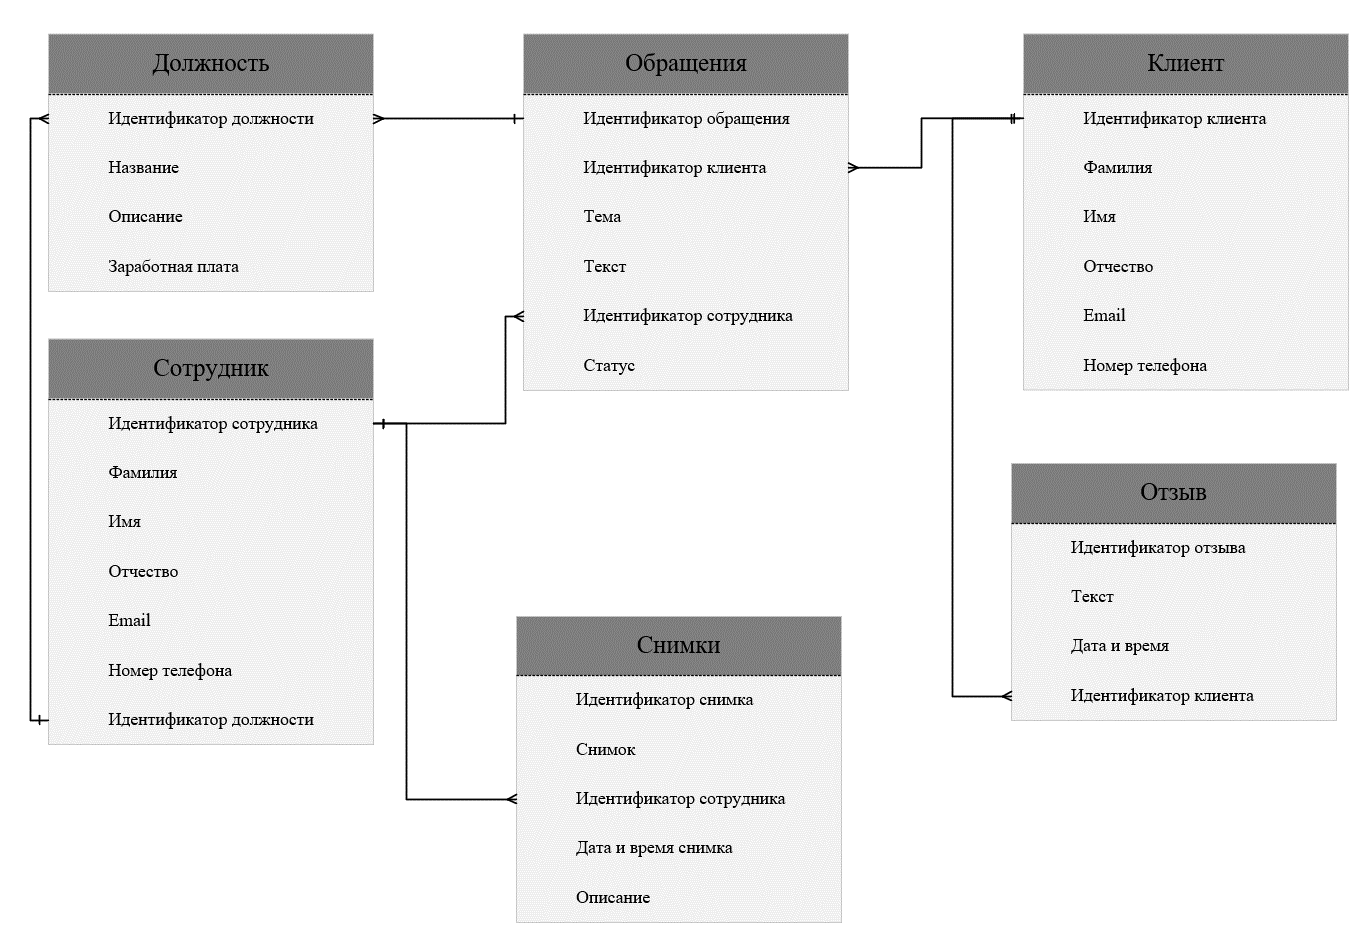 Должность
Идентификатор должности
Название
Описание
Заработная плата
Обращения
Идентификатор обращения
Идентификатор клиента
Тема
Текст
Идентификатор сотрудника
Статус
Клиент
Идентификатор клиента
Фамилия
Имя
Отчество
Email
Номер телефона
Сотрудник
Идентификатор сотрудника
Фамилия
Имя
Отчество
Email
Номер телефона
Идентификатор должности
Снимки
Идентификатор снимка
Снимок
Идентификатор сотрудника
Дата и время снимка
Описание
Отзыв
Идентификатор отзыва
Текст
Дата и время
Идентификатор клиента